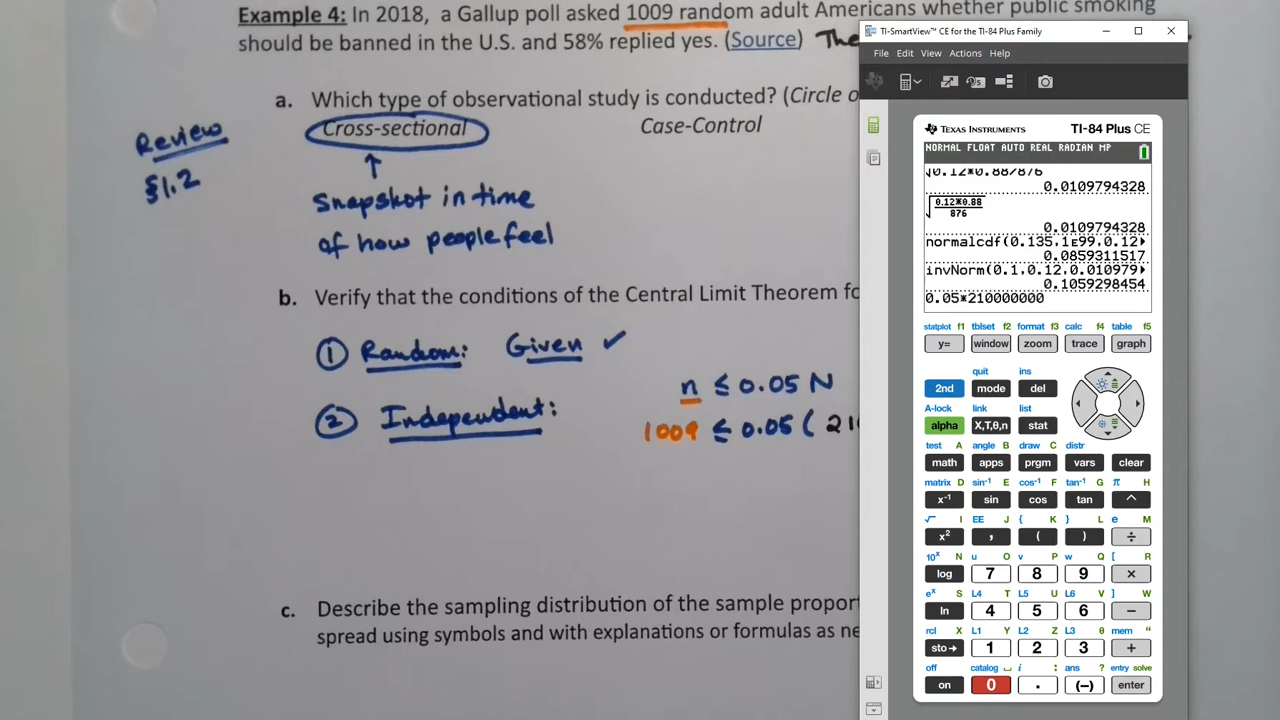 Example 4: In 2018, a Gallup poll asked 1009 random adult Americans whether public smoking
should be banned in the U.S. and 58% replied yes. (Source) The
a. Which type of observational study is conducted? (Circle o
Cross-sectional Case-Control
Review
§1.2
Snapshot in time
of how people feel
b. Verify that the conditions of the Central Limit Theorem fo
① Random: Given ✓
n ≤ 0.05 N
② Independent:
1009 ≤ 0.05 ( 210
c. Describe the sampling distribution of the sample propor
spread using symbols and with explanations or formulas as ne
TI-SmartView™ CE for the TI-84 Plus Family
File Edit View Actions Help
TEXAS INSTRUMENTS TI-84 Plus CE
NORMAL FLOAT AUTO REAL RADIAN MP
√0.12*0.88/876
0.0109794328
√0.12*0.88
876
0.0109794328
normalcdf(0.135,1E99,0.12
0.0859311517
invNorm(0.1,0.12,0.010979
0.1059298454
0.05*210000000
statplot f1 tblset f2 format f3 calc f4 table f5
y= window zoom trace graph
quit ins
2nd mode del
A-lock link list
alpha X,T,θ,n stat
test A angle B draw C distr
math apps prgm vars clear
matrix D sin⁻¹ E cos⁻¹ F tan⁻¹ G π H
x⁻¹ sin cos tan ^
√ I EE J { K } L e M
x² , ( ) ÷
10ˣ N u O v P w Q [ R
log 7 8 9 ×
eˣ S L4 T L5 U L6 V ] W
ln 4 5 6 −
rcl X L1 Y L2 Z L3 θ mem "
sto→ 1 2 3 +
off catalog ␣ i : ans ? entry solve
on 0 . (−) enter